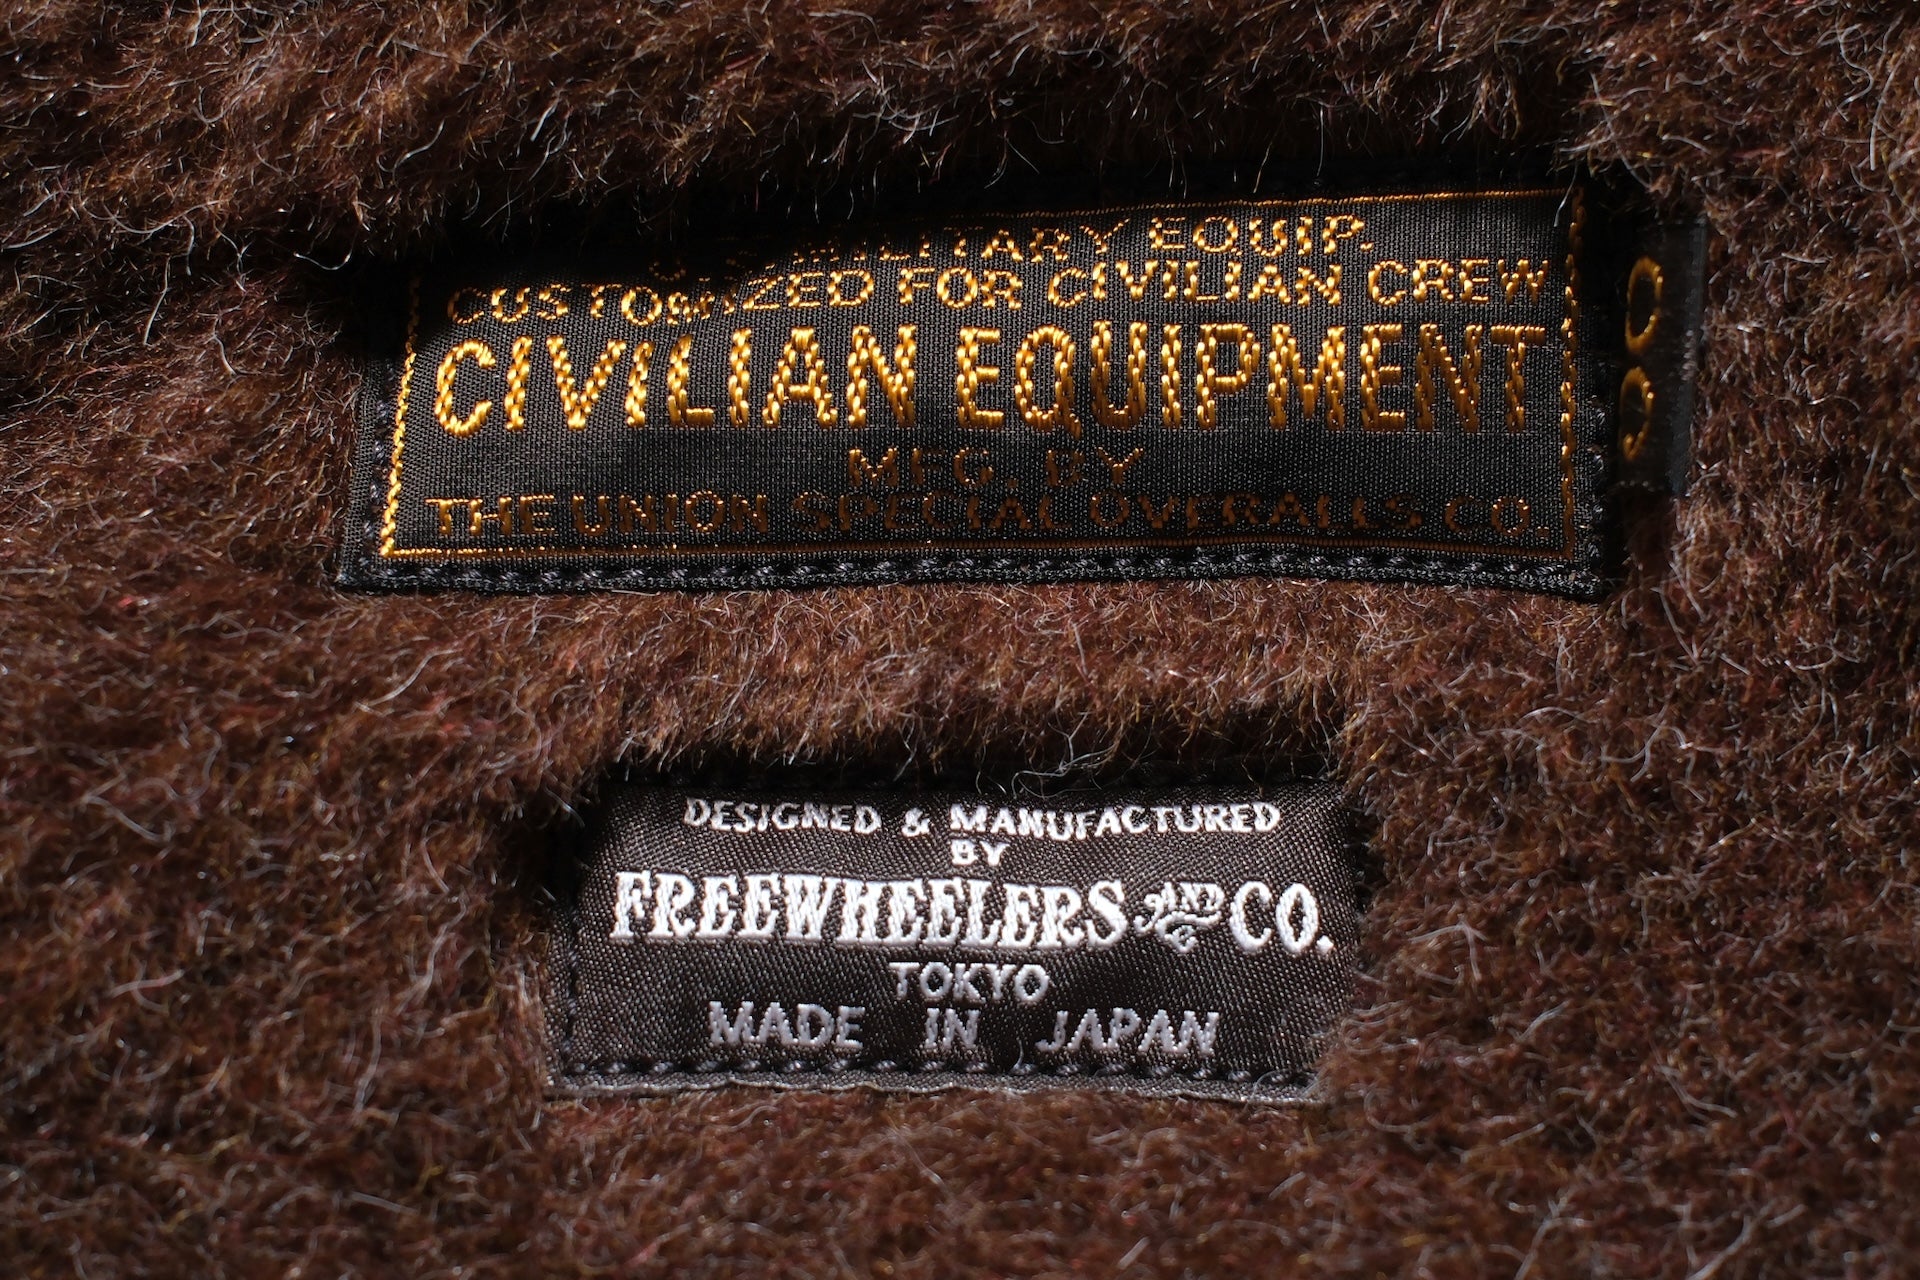 U.S. MILITARY EQUIP.
CUSTOMIZED FOR CIVILIAN CREW
CIVILIAN EQUIPMENT
MFG. BY
THE UNION SPECIAL OVERALLS CO.
DESIGNED & MANUFACTURED
BY
FREEWHEELERS AND CO.
TOKYO
MADE IN JAPAN